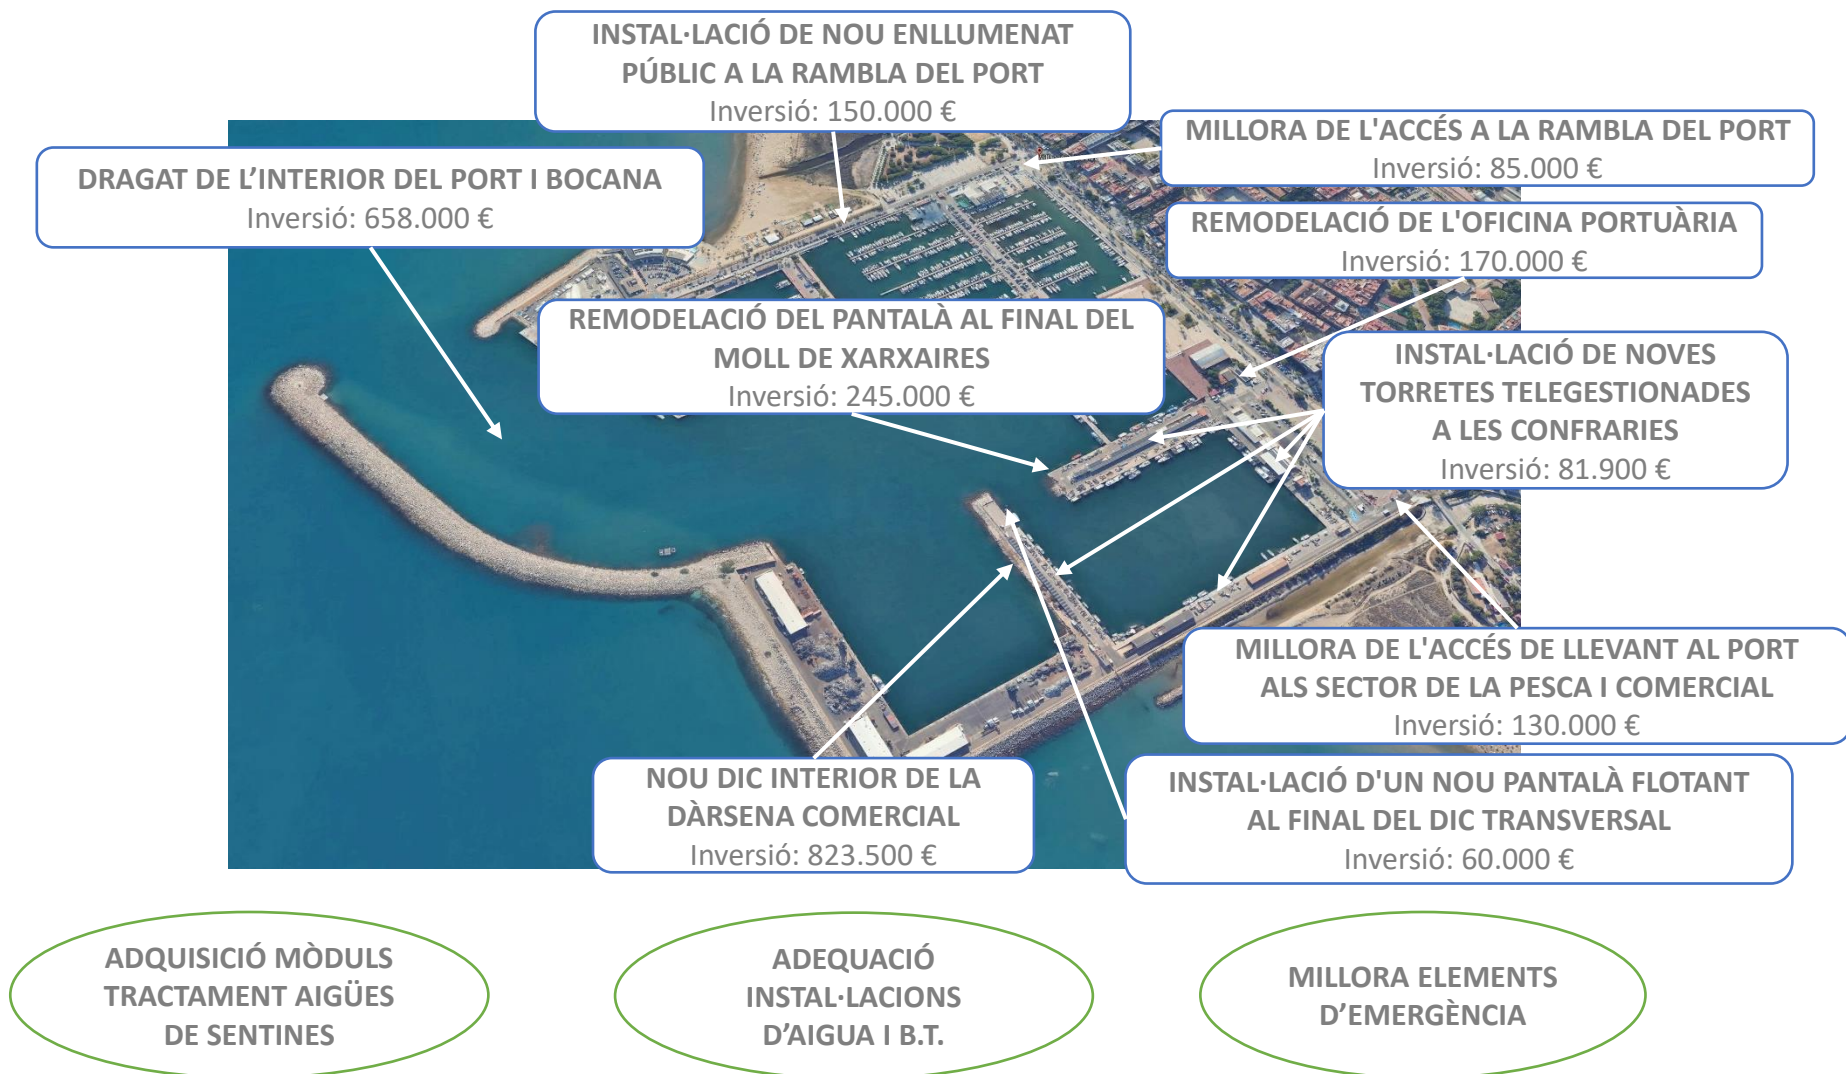 INSTAL·LACIÓ DE NOU ENLLUMENAT
PÚBLIC A LA RAMBLA DEL PORT
Inversió: 150.000 €
MILLORA DE L'ACCÉS A LA RAMBLA DEL PORT
Inversió: 85.000 €
DRAGAT DE L’INTERIOR DEL PORT I BOCANA
Inversió: 658.000 €
REMODELACIÓ DE L'OFICINA PORTUÀRIA
Inversió: 170.000 €
REMODELACIÓ DEL PANTALÀ AL FINAL DEL
MOLL DE XARXAIRES
Inversió: 245.000 €
INSTAL·LACIÓ DE NOVES
TORRETES TELEGESTIONADES
A LES CONFRARIES
Inversió: 81.900 €
MILLORA DE L'ACCÉS DE LLEVANT AL PORT
ALS SECTOR DE LA PESCA I COMERCIAL
Inversió: 130.000 €
NOU DIC INTERIOR DE LA
DÀRSENA COMERCIAL
Inversió: 823.500 €
INSTAL·LACIÓ D'UN NOU PANTALÀ FLOTANT
AL FINAL DEL DIC TRANSVERSAL
Inversió: 60.000 €
ADQUISICIÓ MÒDULS
TRACTAMENT AIGÜES
DE SENTINES
ADEQUACIÓ
INSTAL·LACIONS
D’AIGUA I B.T.
MILLORA ELEMENTS
D’EMERGÈNCIA